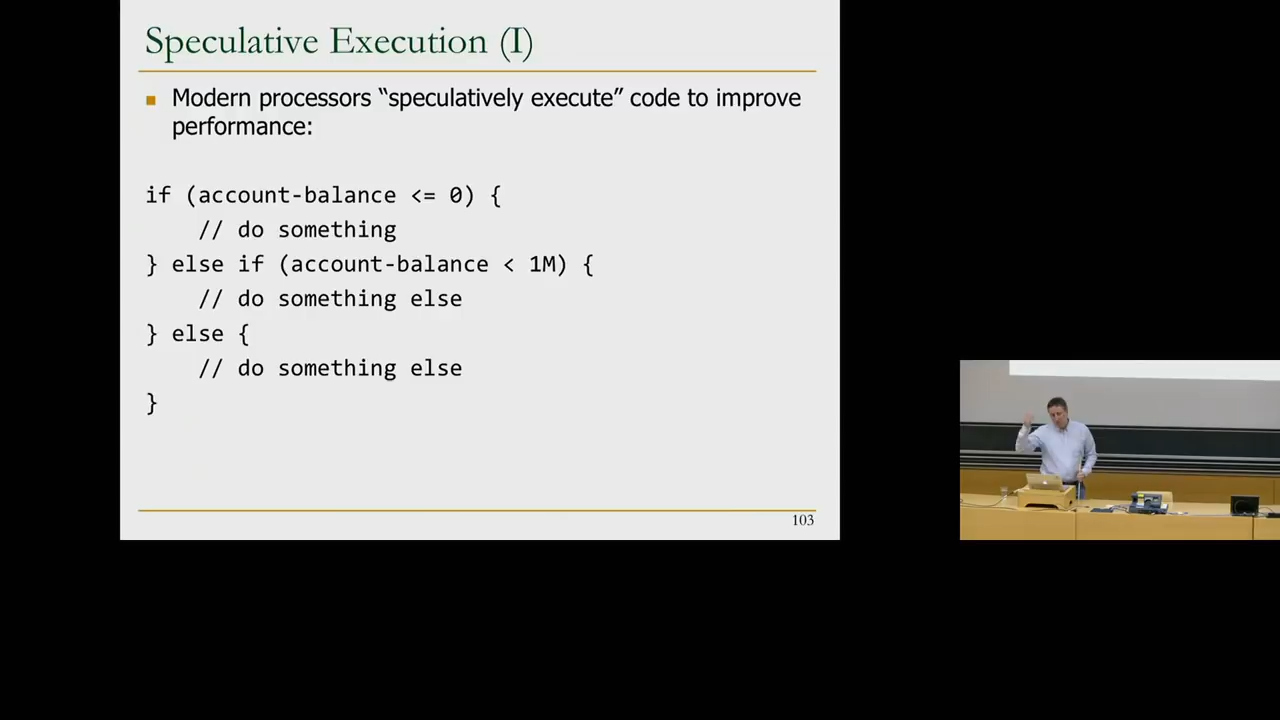 Speculative Execution (I)
Modern processors “speculatively execute” code to improve
performance:
if (account-balance <= 0) {
// do something
} else if (account-balance < 1M) {
// do something else
} else {
// do something else
}
103